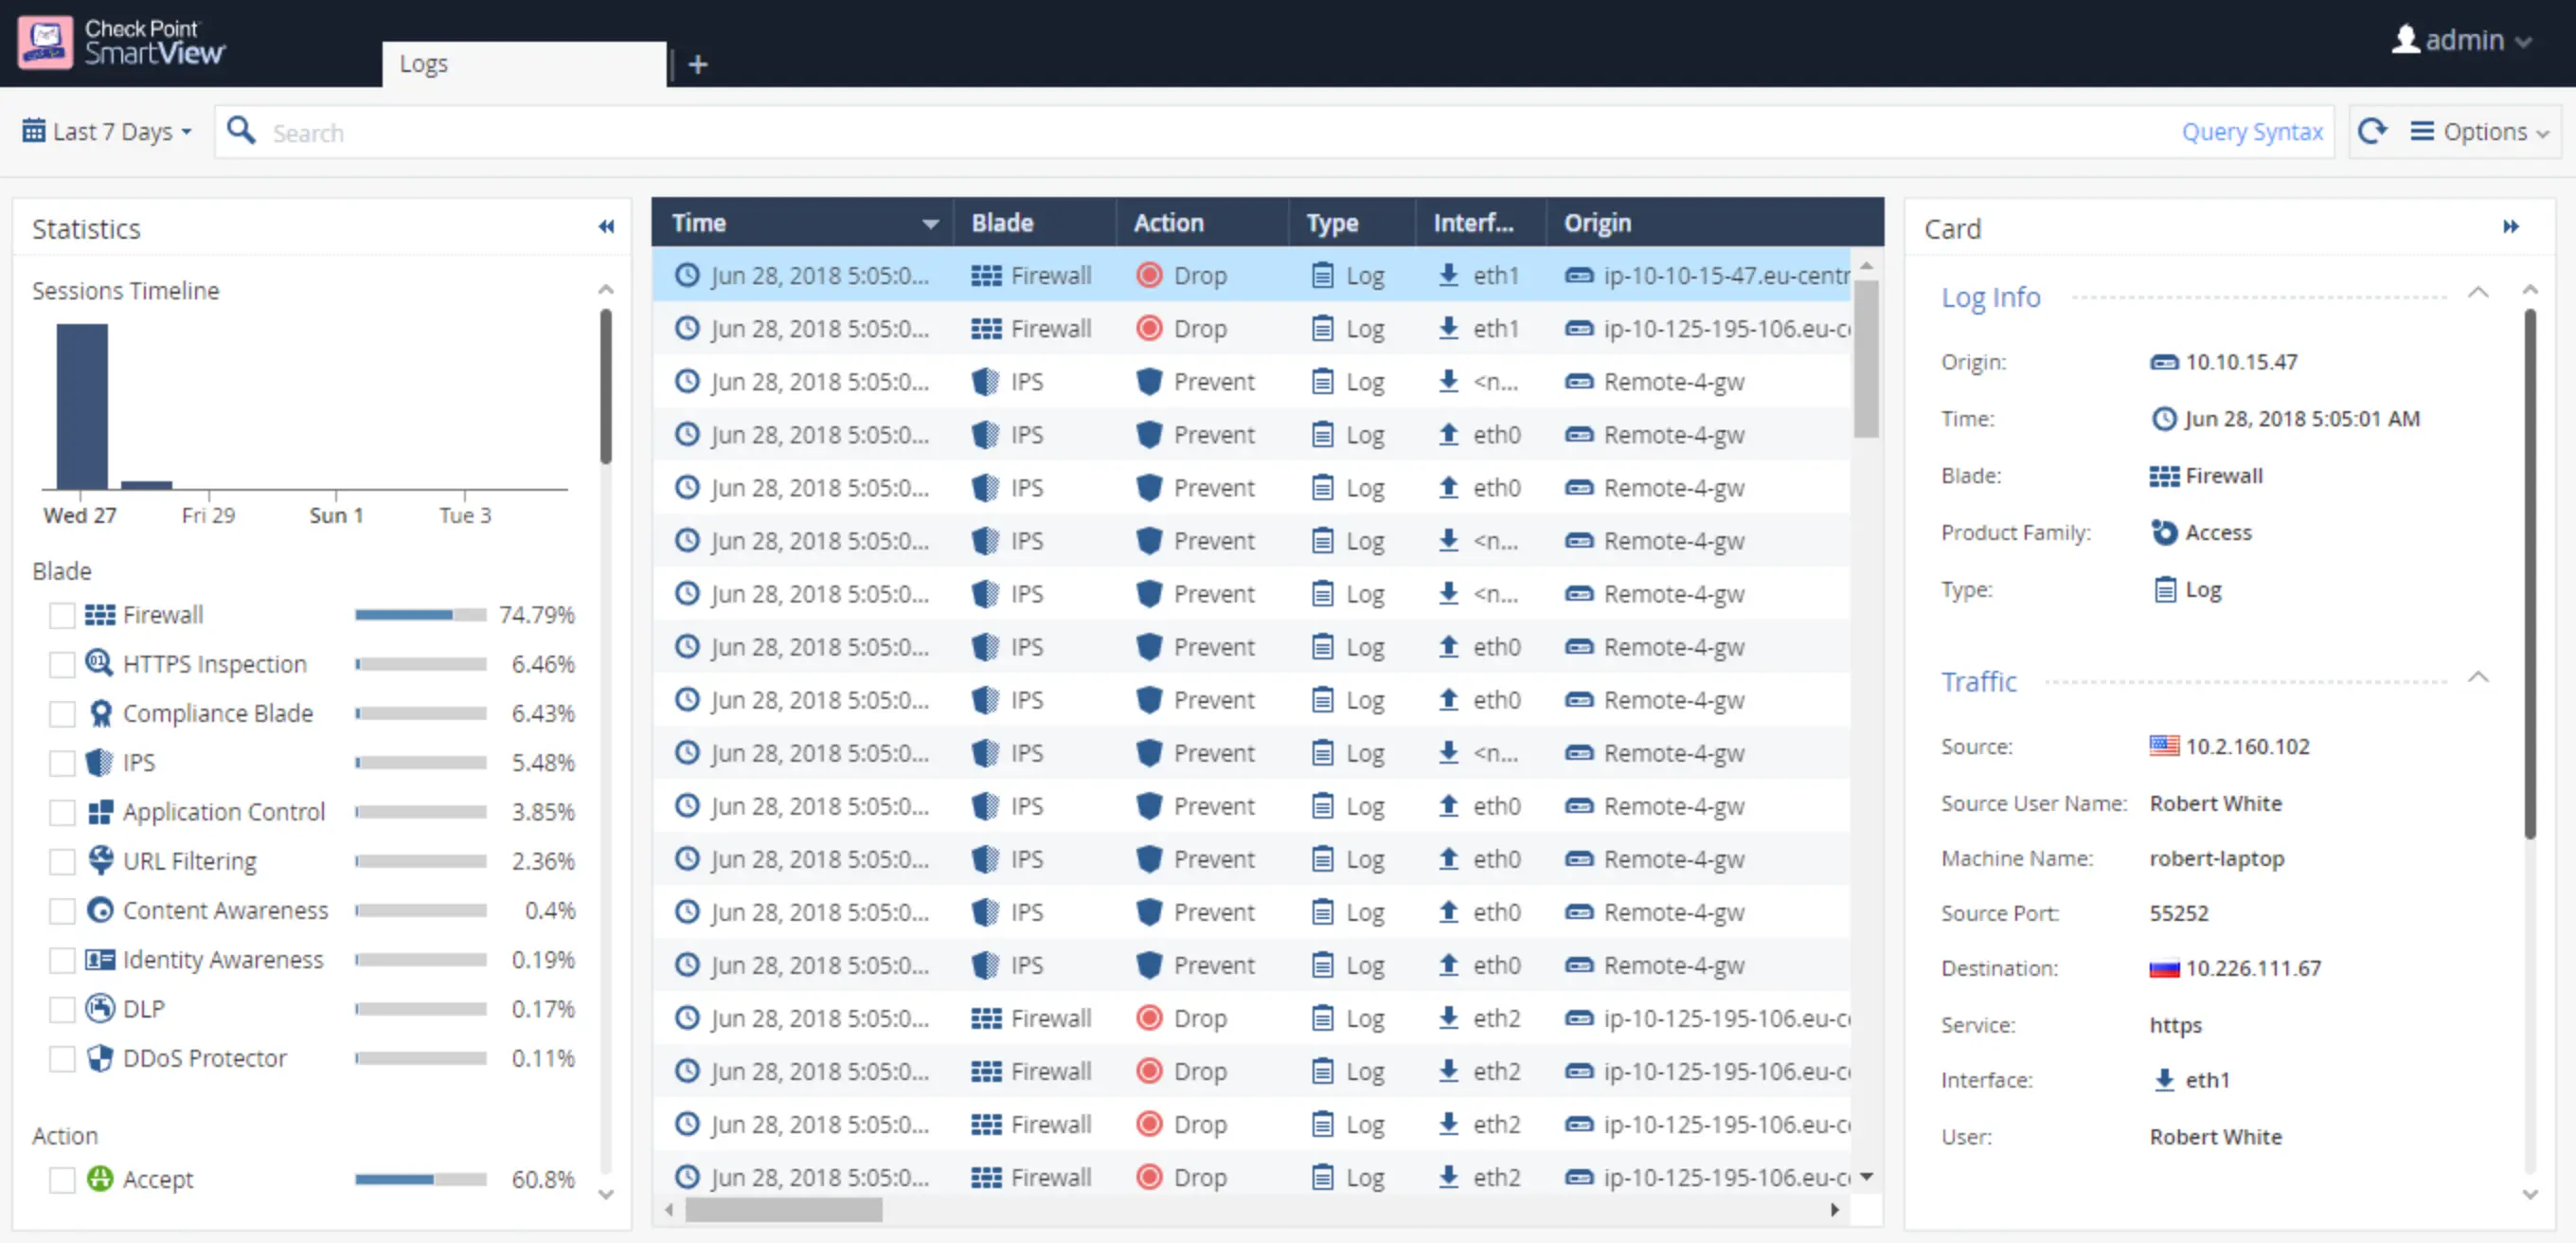 Check Point
SmartView
Logs
+
admin
Last 7 Days
Search
Query Syntax
Options
Statistics
Sessions Timeline
Wed 27 Fri 29 Sun 1 Tue 3
Blade
Firewall 74.79%
HTTPS Inspection 6.46%
Compliance Blade 6.43%
IPS 5.48%
Application Control 3.85%
URL Filtering 2.36%
Content Awareness 0.4%
Identity Awareness 0.19%
DLP 0.17%
DDoS Protector 0.11%
Action
Accept 60.8%
Time Blade Action Type Interf... Origin
Jun 28, 2018 5:05:0... Firewall Drop Log eth1 ip-10-10-15-47.eu-centr
Jun 28, 2018 5:05:0... Firewall Drop Log eth1 ip-10-125-195-106.eu-c
Jun 28, 2018 5:05:0... IPS Prevent Log <n... Remote-4-gw
Jun 28, 2018 5:05:0... IPS Prevent Log eth0 Remote-4-gw
Jun 28, 2018 5:05:0... IPS Prevent Log eth0 Remote-4-gw
Jun 28, 2018 5:05:0... IPS Prevent Log <n... Remote-4-gw
Jun 28, 2018 5:05:0... IPS Prevent Log <n... Remote-4-gw
Jun 28, 2018 5:05:0... IPS Prevent Log eth0 Remote-4-gw
Jun 28, 2018 5:05:0... IPS Prevent Log eth0 Remote-4-gw
Jun 28, 2018 5:05:0... IPS Prevent Log <n... Remote-4-gw
Jun 28, 2018 5:05:0... IPS Prevent Log eth0 Remote-4-gw
Jun 28, 2018 5:05:0... IPS Prevent Log eth0 Remote-4-gw
Jun 28, 2018 5:05:0... IPS Prevent Log eth0 Remote-4-gw
Jun 28, 2018 5:05:0... IPS Prevent Log eth0 Remote-4-gw
Jun 28, 2018 5:05:0... Firewall Drop Log eth2 ip-10-125-195-106.eu-c
Jun 28, 2018 5:05:0... Firewall Drop Log eth2 ip-10-125-195-106.eu-c
Jun 28, 2018 5:05:0... Firewall Drop Log eth2 ip-10-125-195-106.eu-c
Jun 28, 2018 5:05:0... Firewall Drop Log eth2 ip-10-125-195-106.eu-c
Card
Log Info
Origin: 10.10.15.47
Time: Jun 28, 2018 5:05:01 AM
Blade: Firewall
Product Family: Access
Type: Log
Traffic
Source: 10.2.160.102
Source User Name: Robert White
Machine Name: robert-laptop
Source Port: 55252
Destination: 10.226.111.67
Service: https
Interface: eth1
User: Robert White